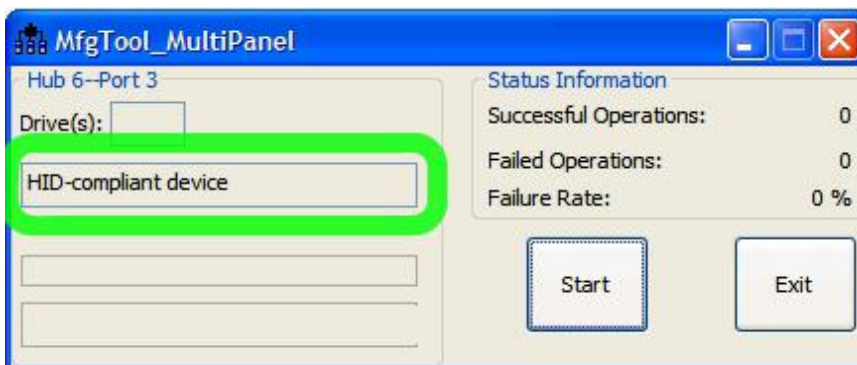 MfgTool_MultiPanel
Hub 6--Port 3
Drive(s):
HID-compliant device
Status Information
Successful Operations: 0
Failed Operations: 0
Failure Rate: 0 %
Start
Exit